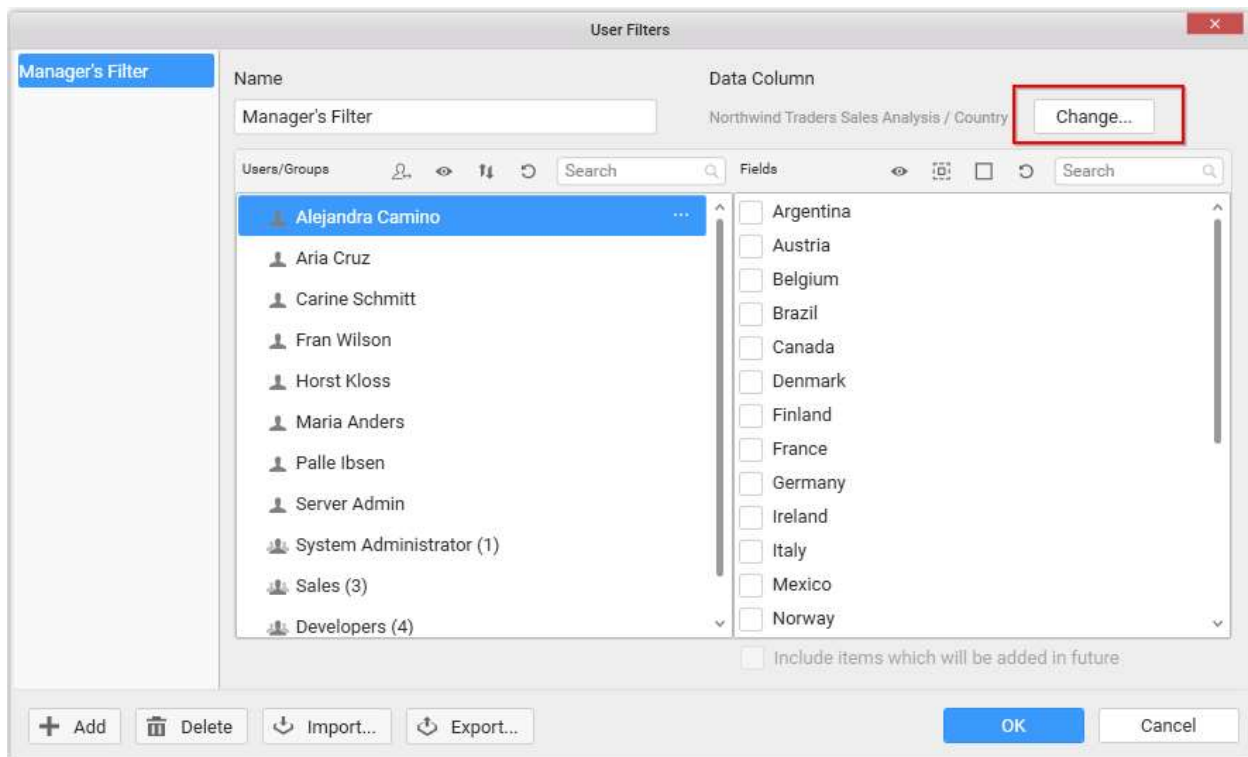 User Filters
Manager's Filter
Name
Data Column
Manager's Filter
Northwind Traders Sales Analysis / Country
Change...
Users/Groups
Search
Fields
Search
Alejandra Camino
Aria Cruz
Carine Schmitt
Fran Wilson
Horst Kloss
Maria Anders
Palle Ibsen
Server Admin
System Administrator (1)
Sales (3)
Developers (4)
Argentina
Austria
Belgium
Brazil
Canada
Denmark
Finland
France
Germany
Ireland
Italy
Mexico
Norway
Include items which will be added in future
Add
Delete
Import...
Export...
OK
Cancel